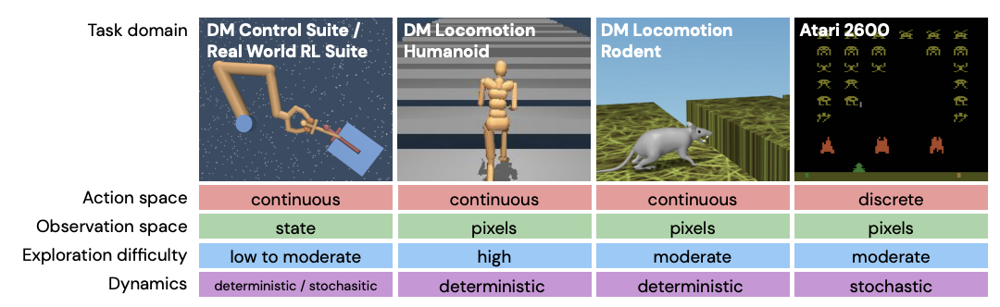 Task domain
DM Control Suite /
Real World RL Suite
DM Locomotion
Humanoid
DM Locomotion
Rodent
Atari 2600
Action space continuous continuous continuous discrete
Observation space state pixels pixels pixels
Exploration difficulty low to moderate high moderate moderate
Dynamics deterministic / stochasitic deterministic deterministic stochastic